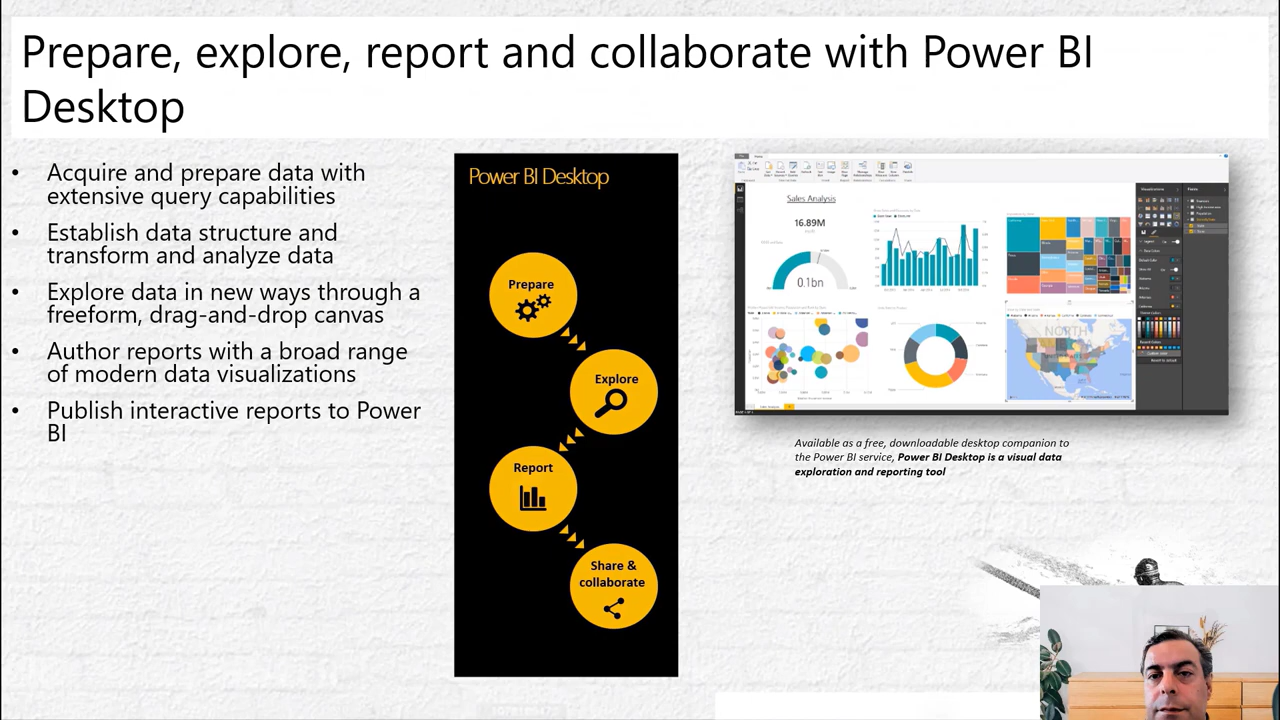 Prepare, explore, report and collaborate with Power BI
Desktop
• Acquire and prepare data with
extensive query capabilities
• Establish data structure and
transform and analyze data
• Explore data in new ways through a
freeform, drag-and-drop canvas
• Author reports with a broad range
of modern data visualizations
• Publish interactive reports to Power
BI
Power BI Desktop
Prepare
Explore
Report
Share &
collaborate
Sales Analysis
16.89M
0.1bn
Visualizations
NORTH
Available as a free, downloadable desktop companion to
the Power BI service, Power BI Desktop is a visual data
exploration and reporting tool